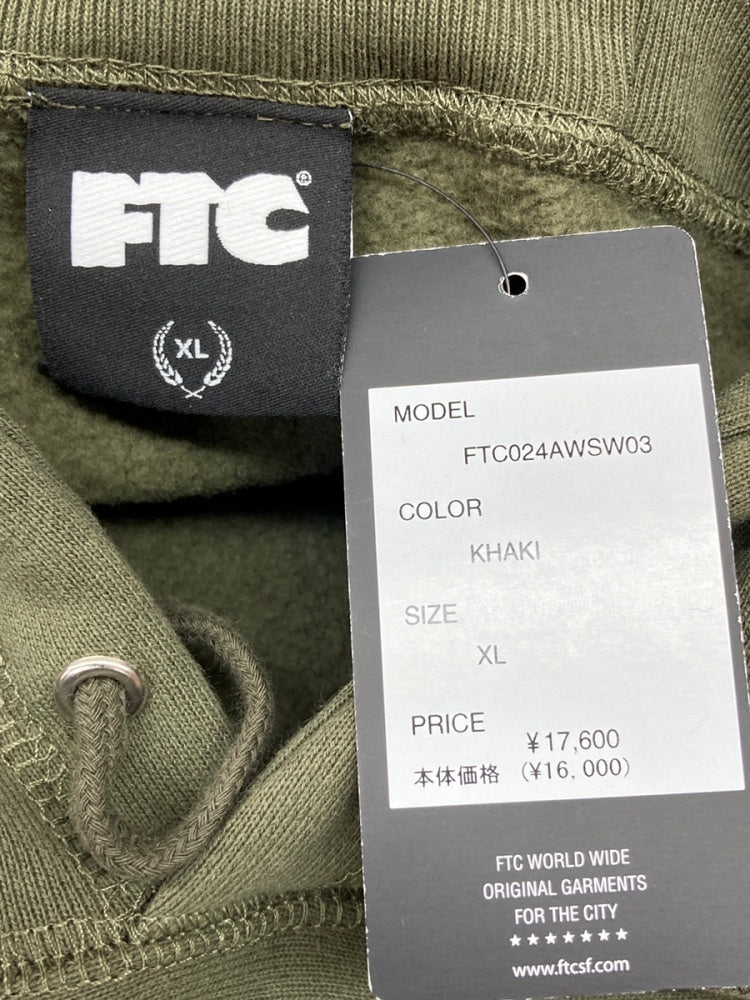 FTC®
XL
MODEL
FTC024AWSW03
COLOR
KHAKI
SIZE
XL
PRICE
¥17,600
本体価格 (¥16,000)
FTC WORLD WIDE
ORIGINAL GARMENTS
FOR THE CITY
★★★★★★★
www.ftcsf.com